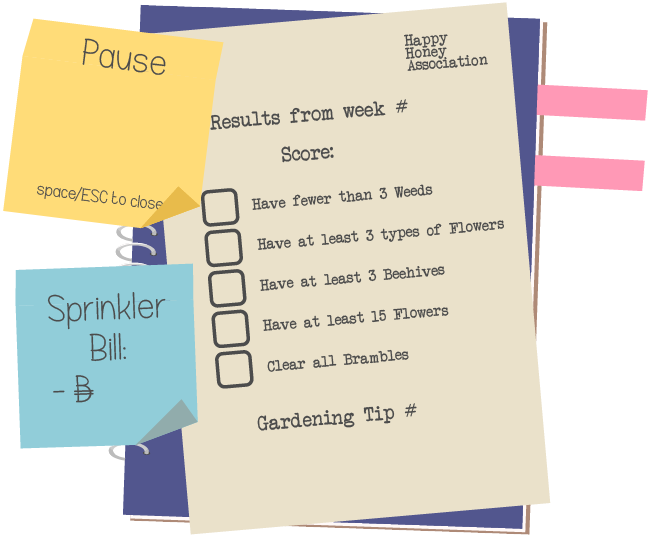 Pause
space/ESC to close
Happy
Honey
Association
Results from week #
Score:
Have fewer than 3 Weeds
Have at least 3 types of Flowers
Have at least 3 Beehives
Have at least 15 Flowers
Clear all Brambles
Gardening Tip #
Sprinkler
Bill:
- B